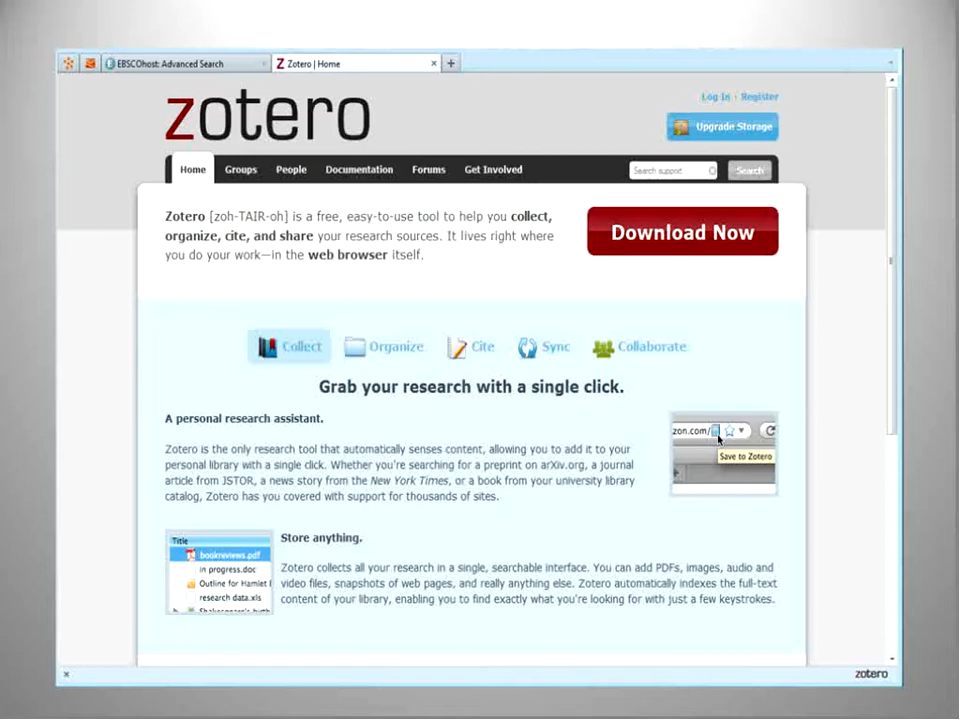 EBSCOhost: Advanced Search
Zotero | Home
zotero
Log In · Register
Upgrade Storage
Home Groups People Documentation Forums Get Involved
Search support
Search
Zotero [zoh-TAIR-oh] is a free, easy-to-use tool to help you collect,
organize, cite, and share your research sources. It lives right where
you do your work—in the web browser itself.
Download Now
Collect Organize Cite Sync Collaborate
Grab your research with a single click.
A personal research assistant.
Zotero is the only research tool that automatically senses content, allowing you to add it to your
personal library with a single click. Whether you're searching for a preprint on arXiv.org, a journal
article from JSTOR, a news story from the New York Times, or a book from your university library
catalog, Zotero has you covered with support for thousands of sites.
zon.com/
Save to Zotero
Title
bookreviews.pdf
in progress.doc
Outline for Hamlet
research data.xls
Store anything.
Zotero collects all your research in a single, searchable interface. You can add PDFs, images, audio and
video files, snapshots of web pages, and really anything else. Zotero automatically indexes the full-text
content of your library, enabling you to find exactly what you're looking for with just a few keystrokes.
zotero